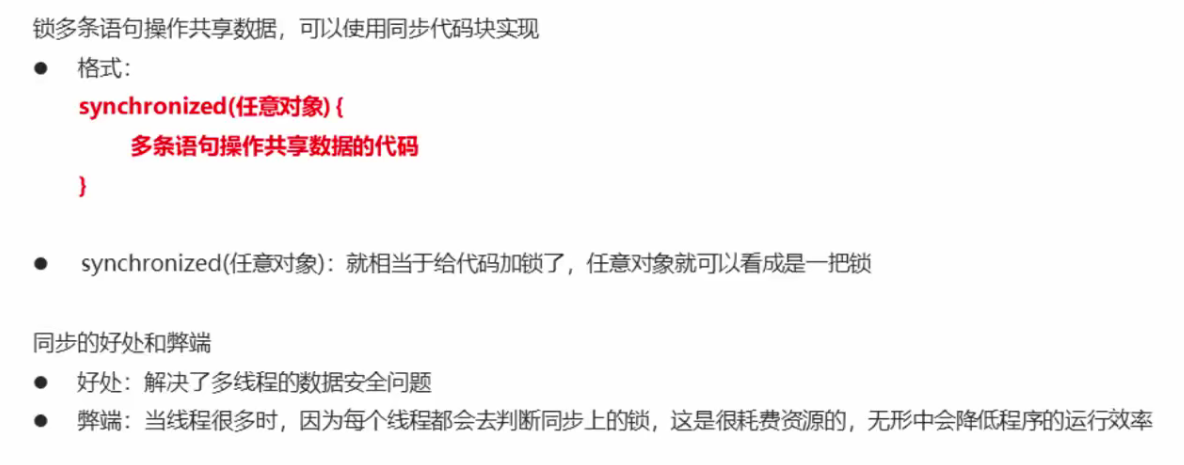 锁多条语句操作共享数据，可以使用同步代码块实现
● 格式：
synchronized(任意对象) {
多条语句操作共享数据的代码
}
● synchronized(任意对象)：就相当于给代码加锁了，任意对象就可以看成是一把锁
同步的好处和弊端
● 好处：解决了多线程的数据安全问题
● 弊端：当线程很多时，因为每个线程都会去判断同步上的锁，这是很耗费资源的，无形中会降低程序的运行效率